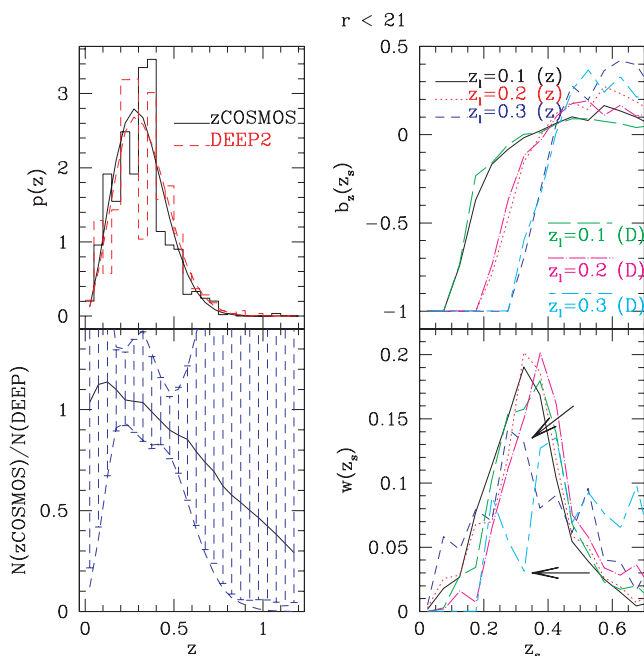 r < 21
3
2
1
0
p(z)
zCOSMOS
DEEP2
1
0.5
0
N(zCOSMOS)/N(DEEP)
0 0.5 1
z
0.5
0
−0.5
−1
b_z(z_s)
z_l=0.1 (z)
z_l=0.2 (z)
z_l=0.3 (z)
z_l=0.1 (D)
z_l=0.2 (D)
z_l=0.3 (D)
0.2
0.15
0.1
0.05
0
w(z_s)
0 0.2 0.4 0.6
z_s